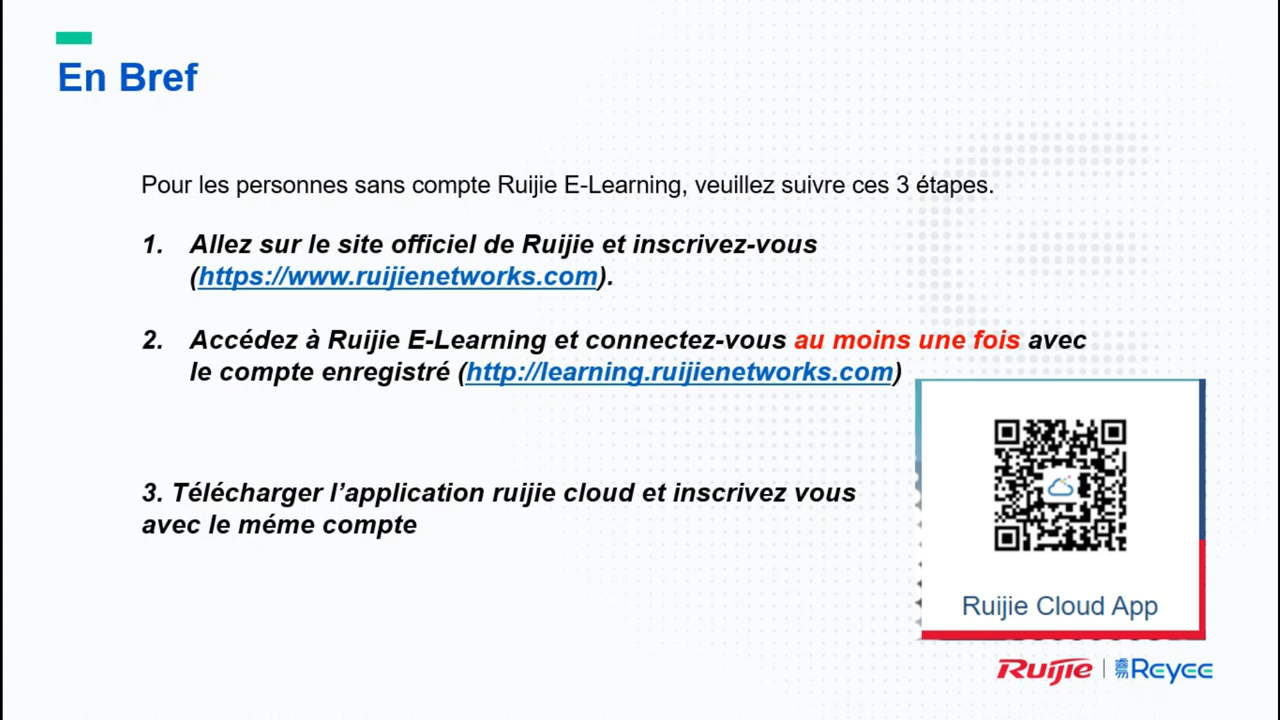 En Bref
Pour les personnes sans compte Ruijie E-Learning, veuillez suivre ces 3 étapes.
1. Allez sur le site officiel de Ruijie et inscrivez-vous
(https://www.ruijienetworks.com).
2. Accédez à Ruijie E-Learning et connectez-vous au moins une fois avec
le compte enregistré (http://learning.ruijienetworks.com)
3. Télécharger l’application ruijie cloud et inscrivez vous
avec le méme compte
Ruijie Cloud App
Ruijie | 睿易 Reyee